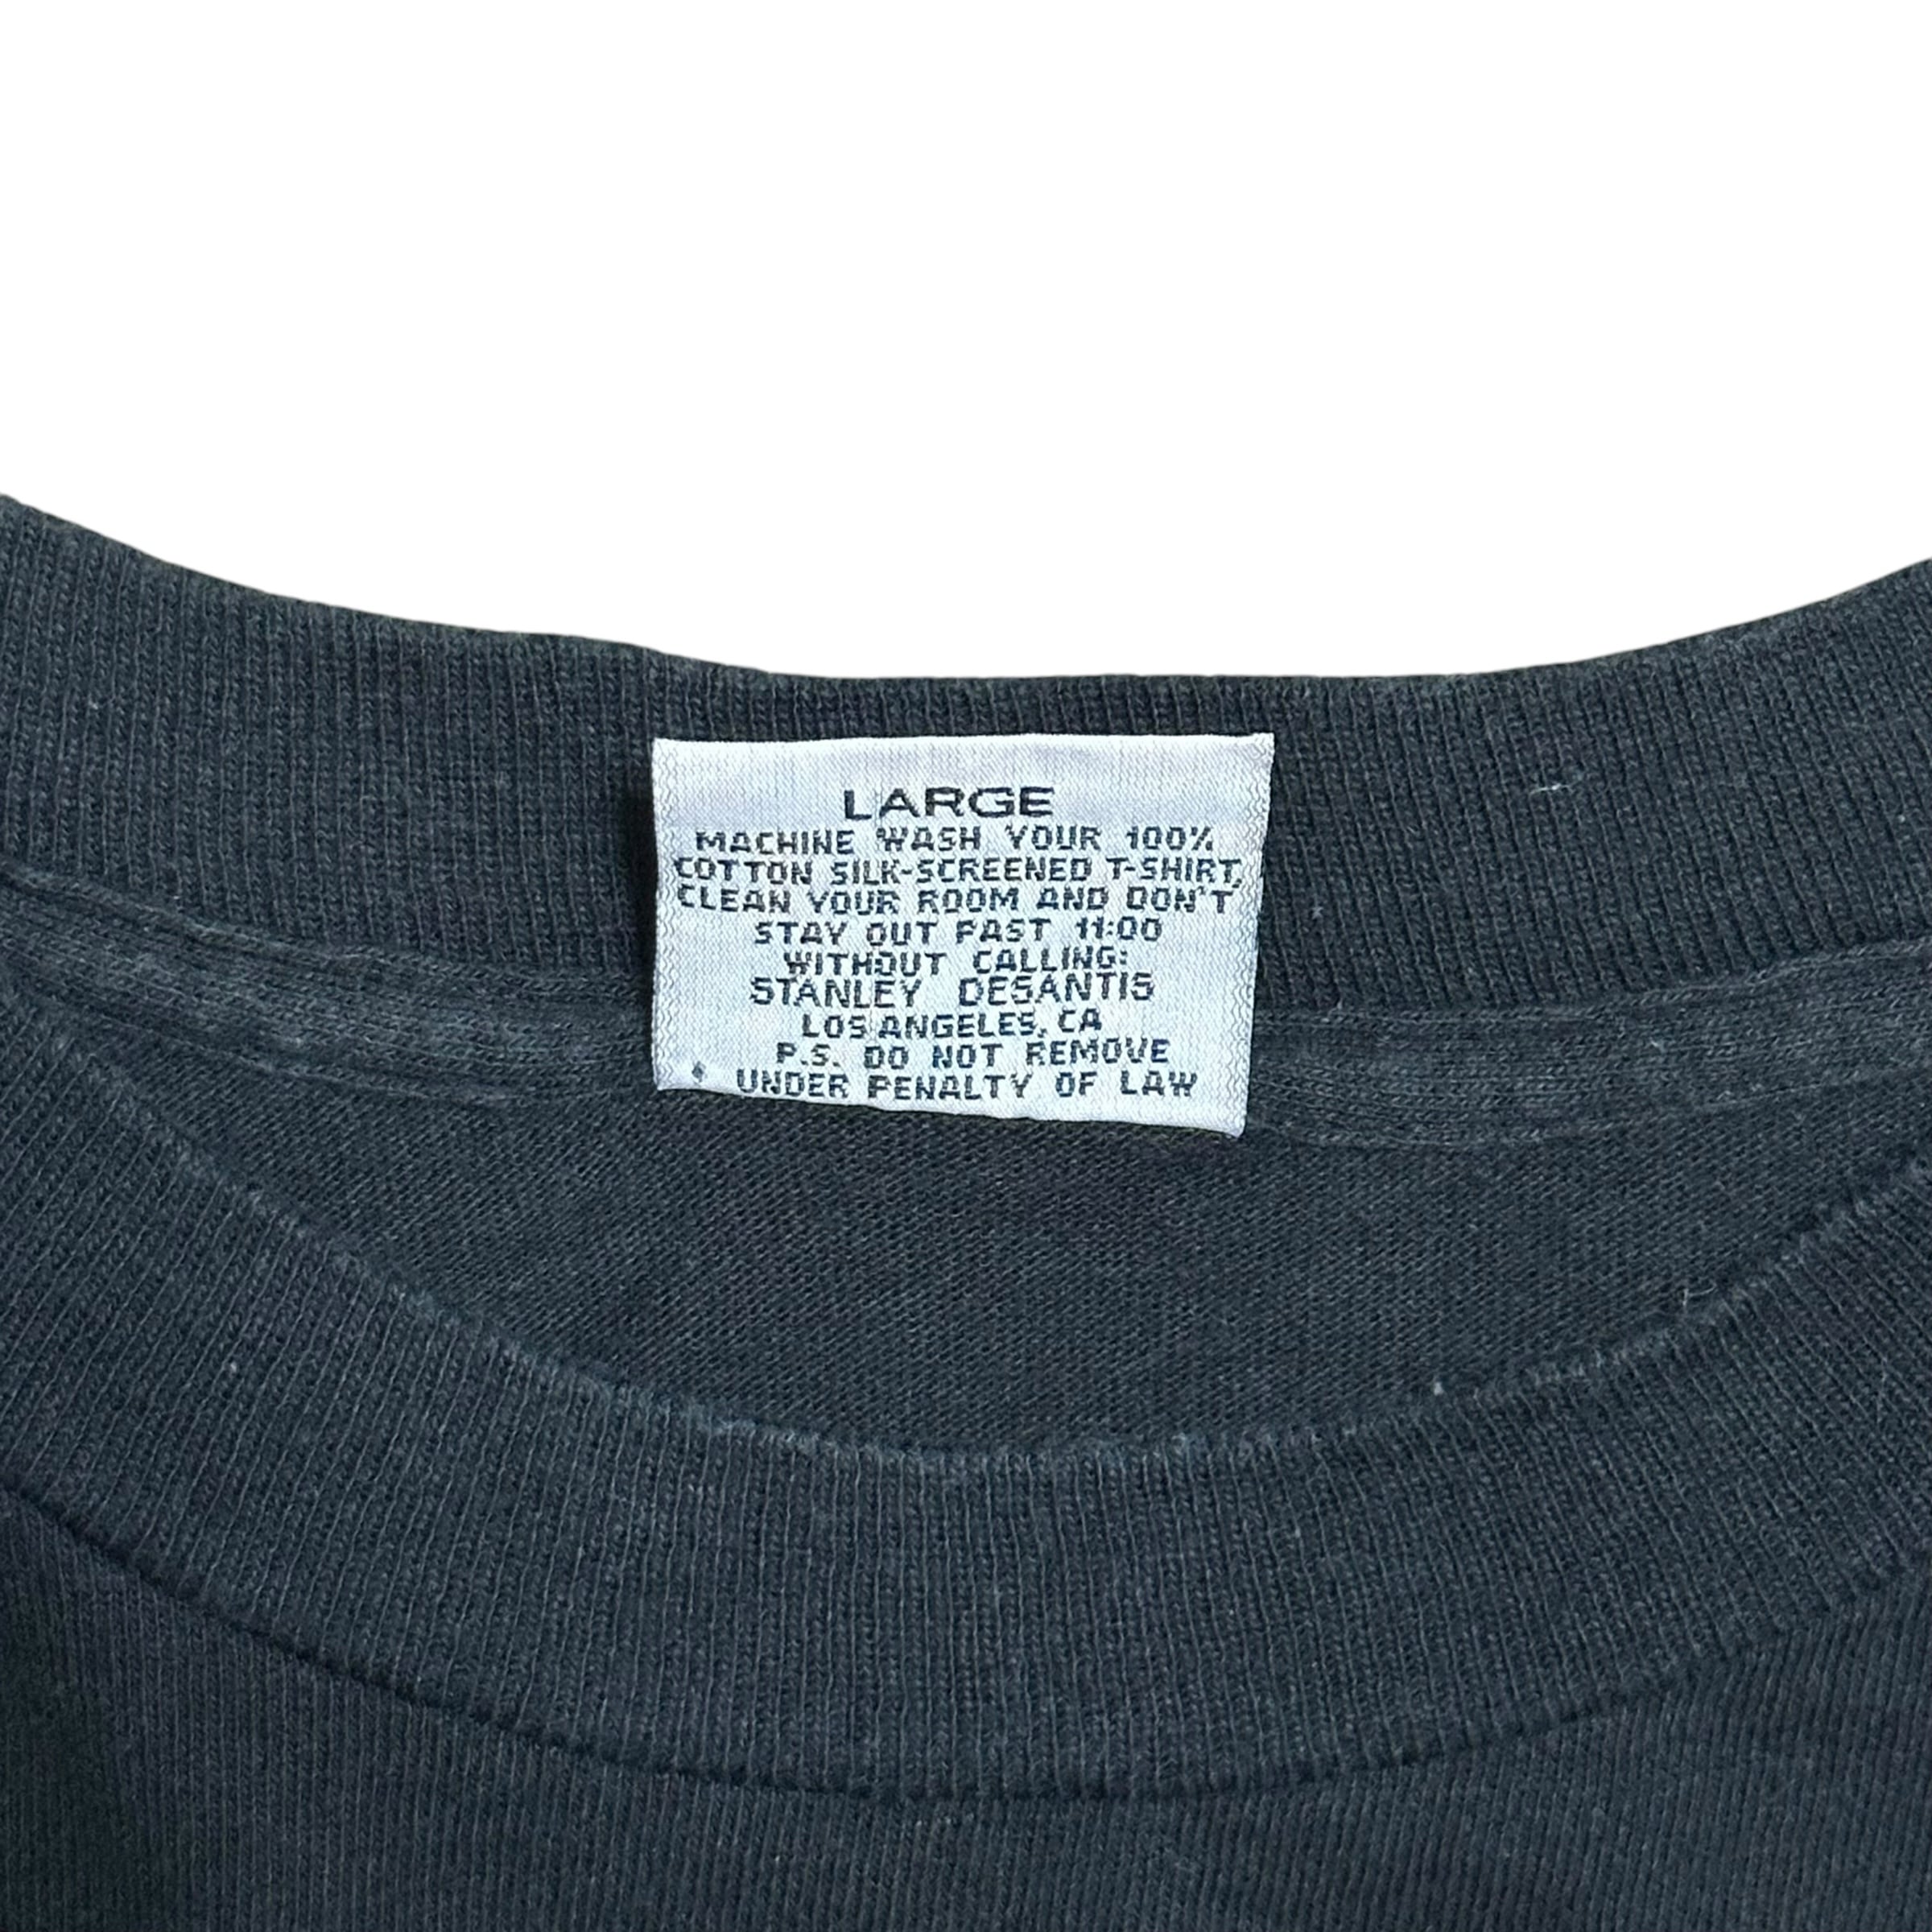 LARGE
MACHINE WASH YOUR 100%
COTTON SILK-SCREENED T-SHIRT,
CLEAN YOUR ROOM AND DON'T
STAY OUT PAST 11:00
WITHOUT CALLING:
STANLEY DESANTIS
LOS ANGELES, CA
P.S. DO NOT REMOVE
UNDER PENALTY OF LAW